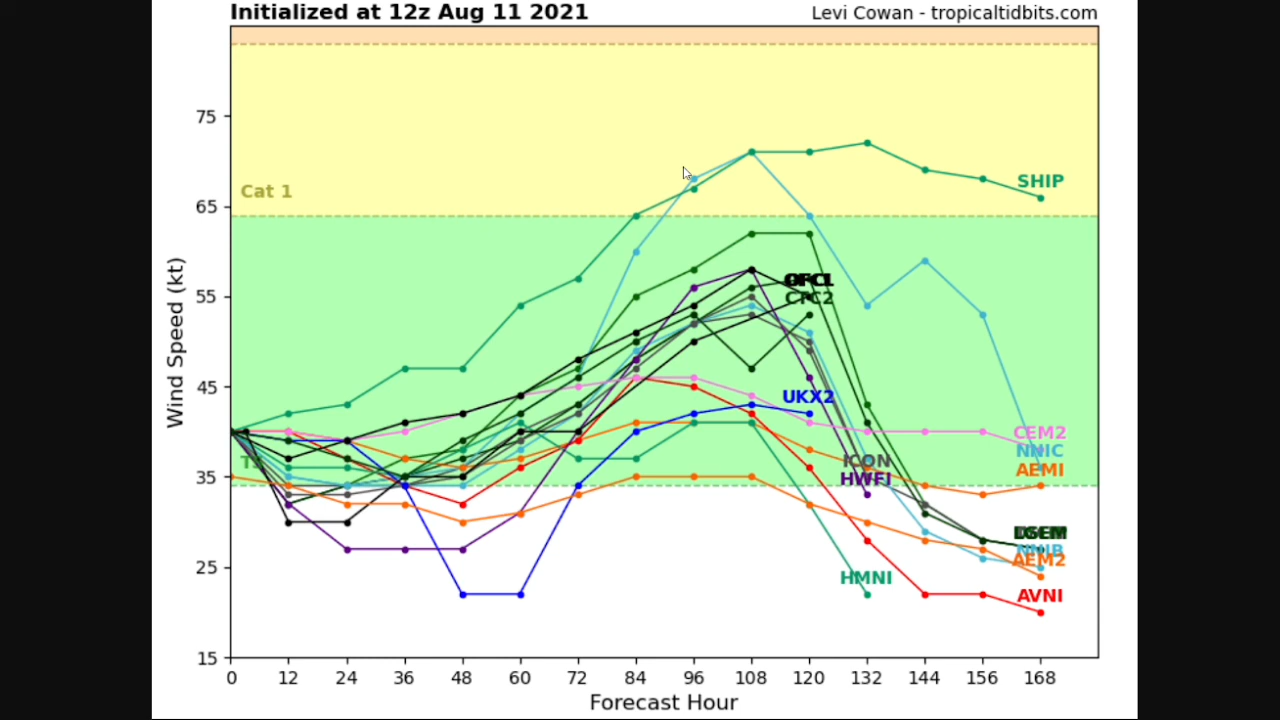 Initialized at 12z Aug 11 2021
Levi Cowan - tropicaltidbits.com
Wind Speed (kt)
75
65
55
45
35
25
15
Cat 1
SHIP
OFCL
CTC2
UKX2
CEM2
NNIC
AEMI
ICON
HWFI
LGEM
NNIB
AEM2
HMNI
AVNI
0 12 24 36 48 60 72 84 96 108 120 132 144 156 168
Forecast Hour